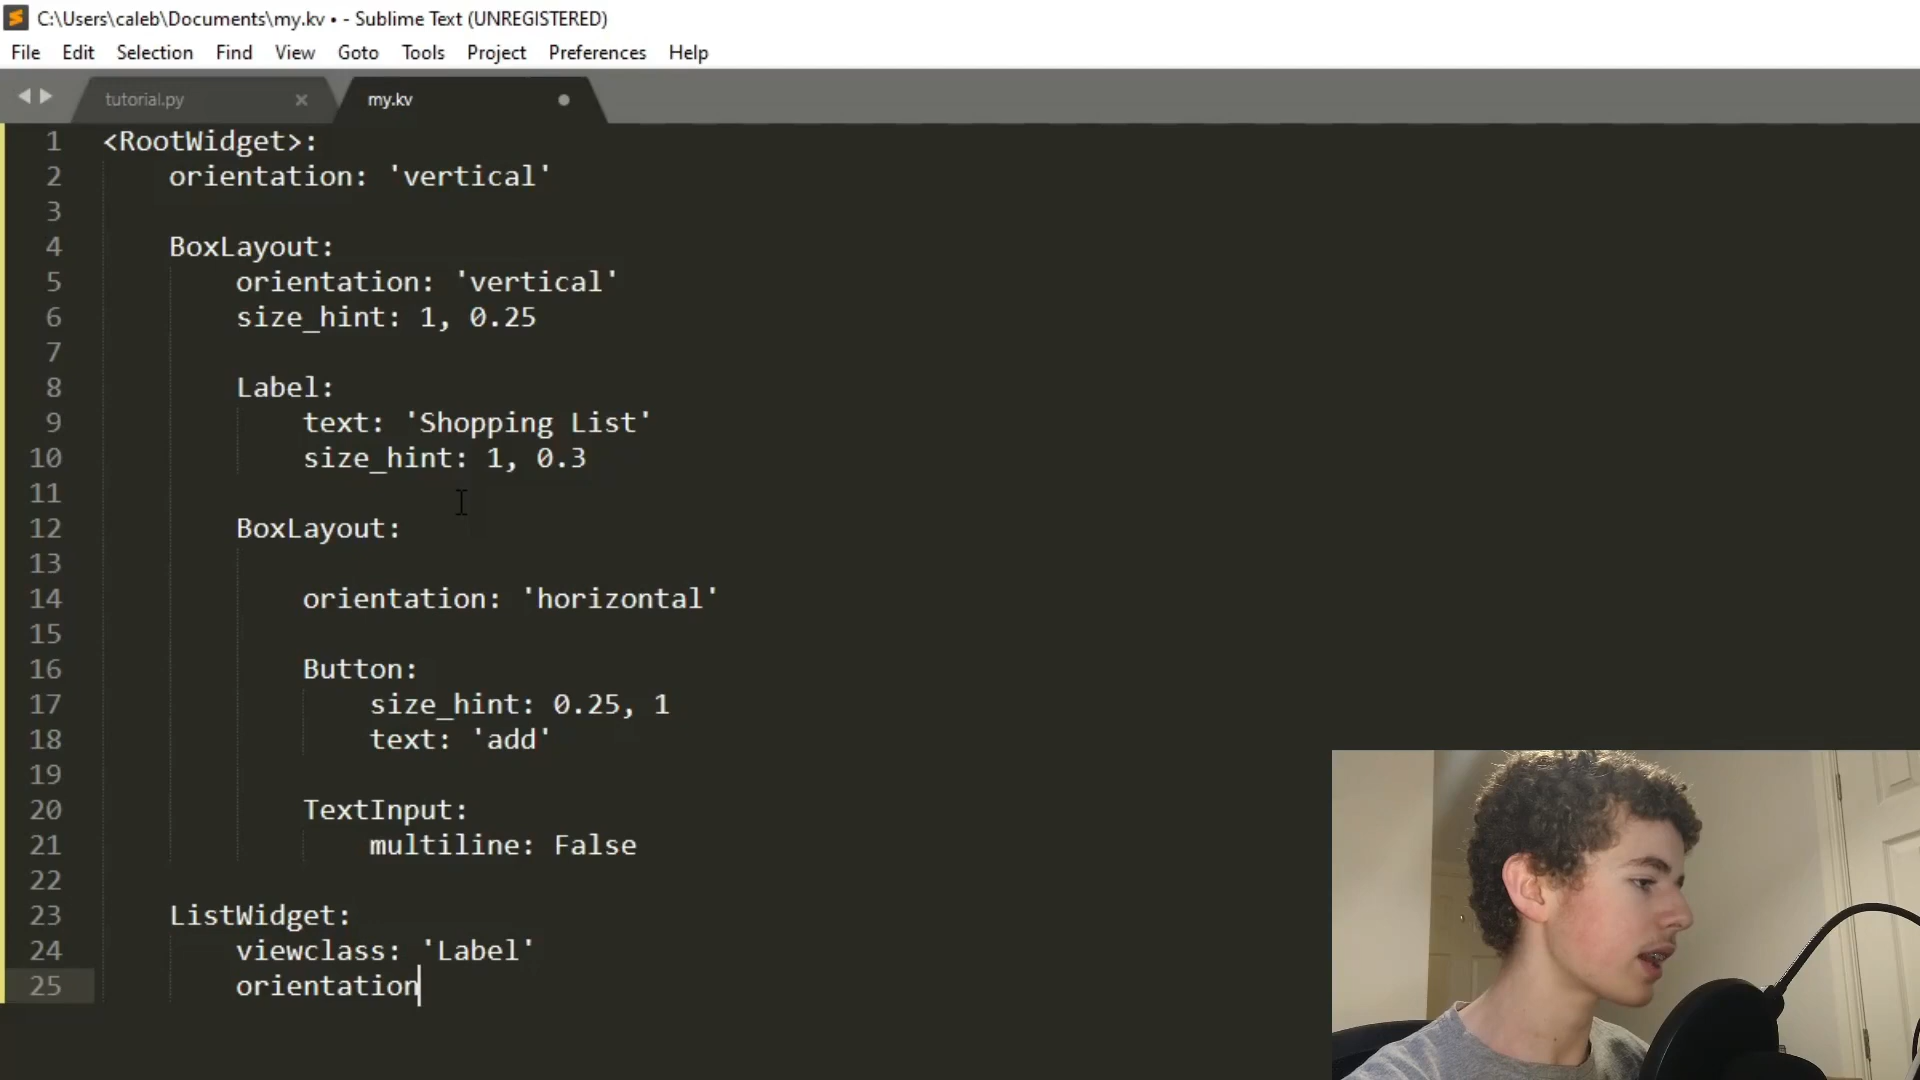 C:\Users\caleb\Documents\my.kv • - Sublime Text (UNREGISTERED)
File Edit Selection Find View Goto Tools Project Preferences Help
tutorial.py × my.kv
1 <RootWidget>:
2 orientation: 'vertical'
3
4 BoxLayout:
5 orientation: 'vertical'
6 size_hint: 1, 0.25
7
8 Label:
9 text: 'Shopping List'
10 size_hint: 1, 0.3
11
12 BoxLayout:
13
14 orientation: 'horizontal'
15
16 Button:
17 size_hint: 0.25, 1
18 text: 'add'
19
20 TextInput:
21 multiline: False
22
23 ListWidget:
24 viewclass: 'Label'
25 orientation